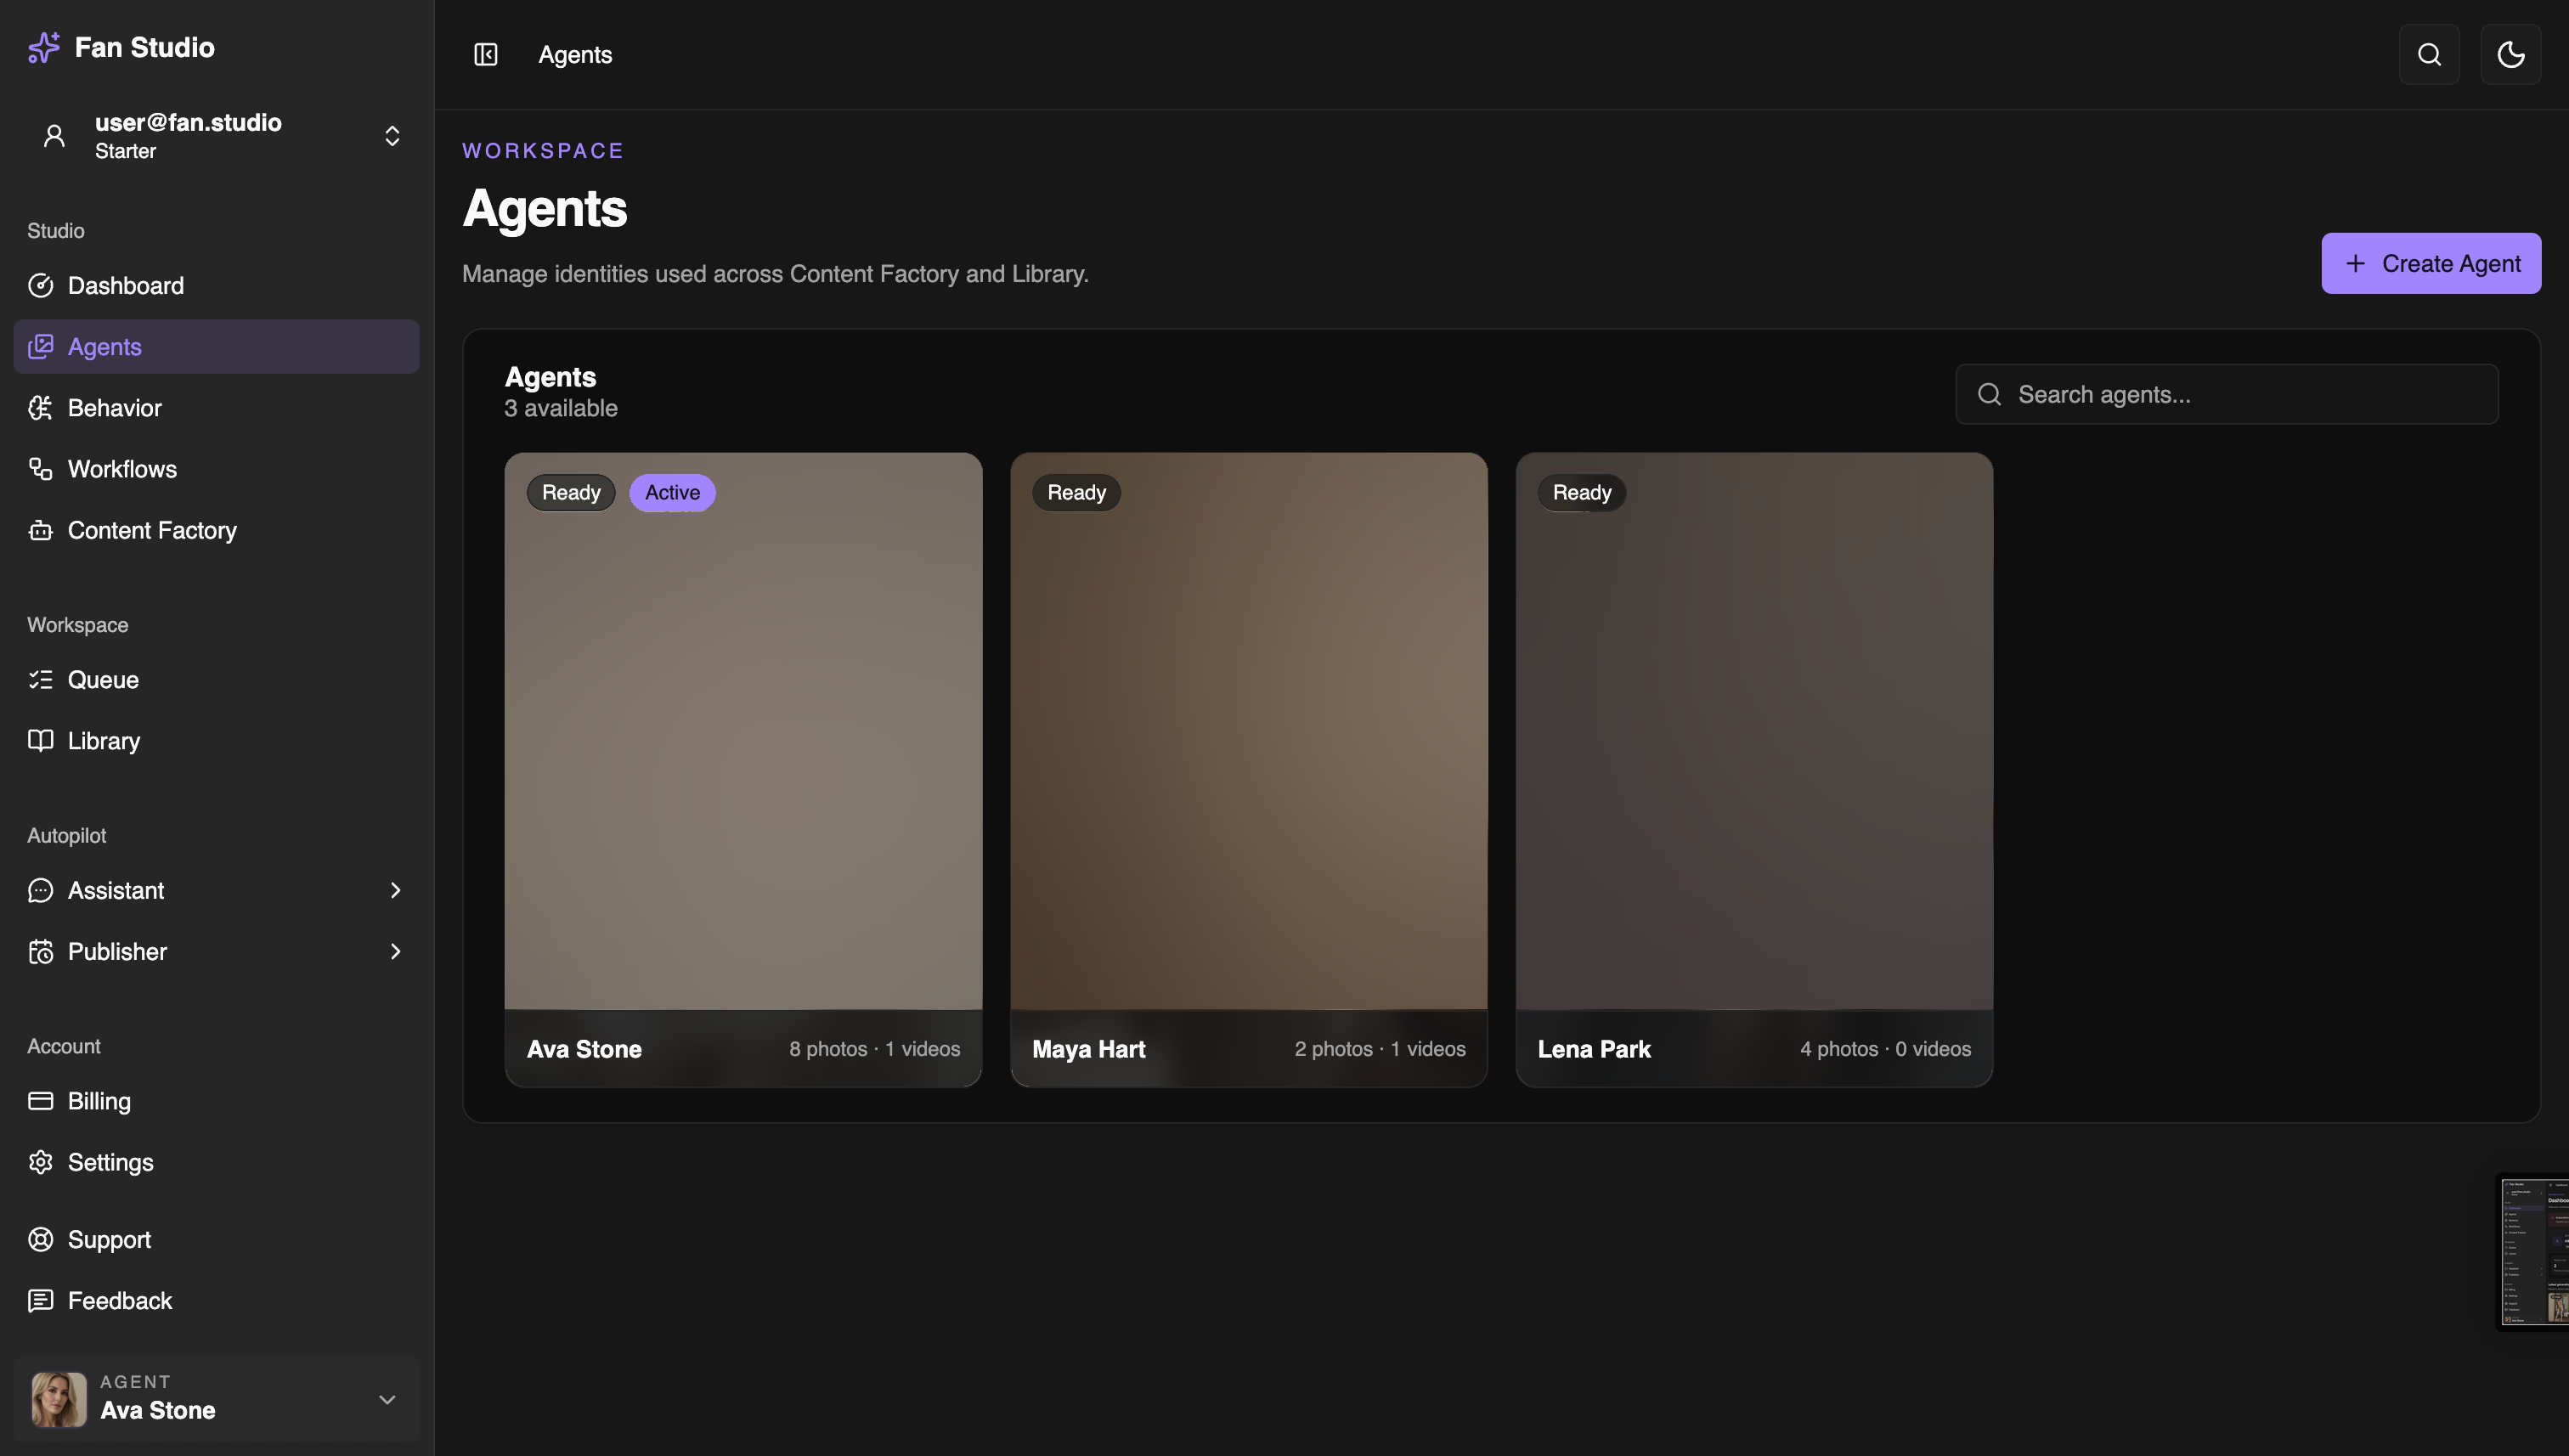 Fan Studio
user@fan.studio
Starter
Studio
Dashboard
Agents
Behavior
Workflows
Content Factory
Workspace
Queue
Library
Autopilot
Assistant
Publisher
Account
Billing
Settings
Support
Feedback
AGENT
Ava Stone
Agents
WORKSPACE
Agents
Manage identities used across Content Factory and Library.
Create Agent
Agents
3 available
Search agents...
Ready Active
Ava Stone 8 photos · 1 videos
Ready
Maya Hart 2 photos · 1 videos
Ready
Lena Park 4 photos · 0 videos